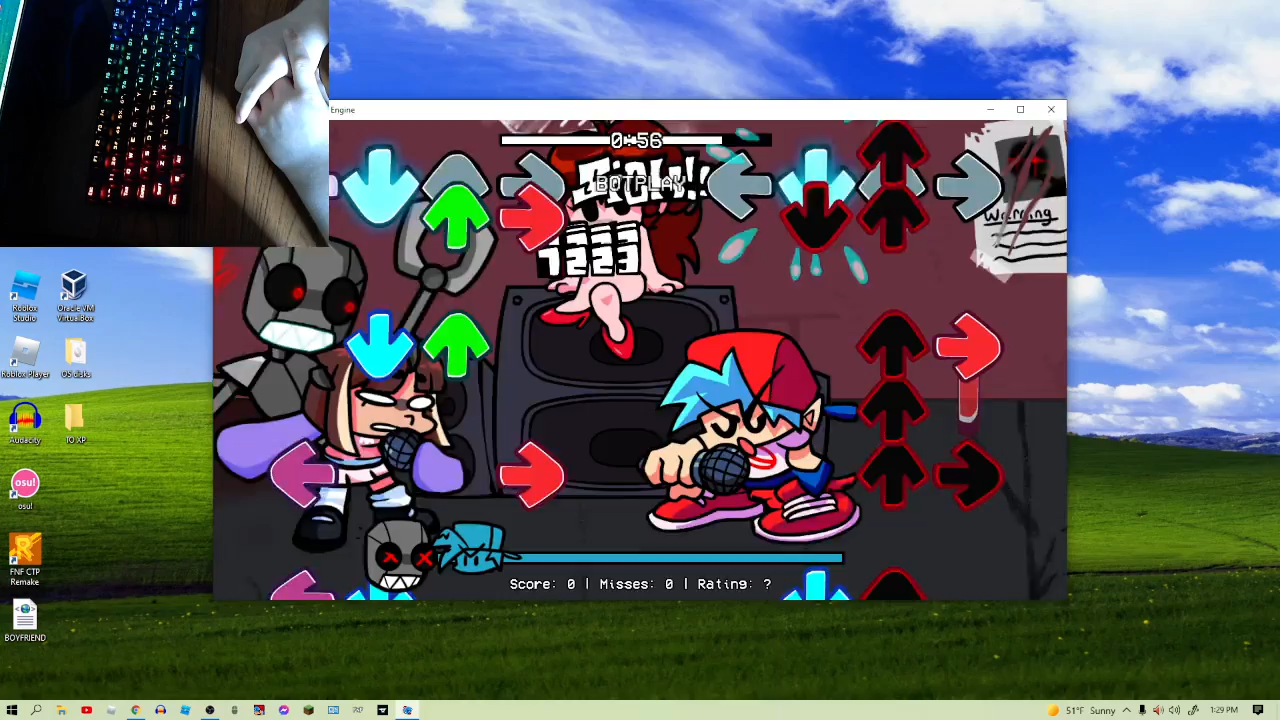 Engine
0:56
Sick!!
BOTPLAY
1223
Warning
Roblox Studio
Oracle VM VirtualBox
Roblox Player
OS disks
Audacity
10 XP
osu!
osu!
FNF CTP Remake
BOYFRIEND
Score: 0 | Misses: 0 | Rating: ?
51°F Sunny
1:29 PM